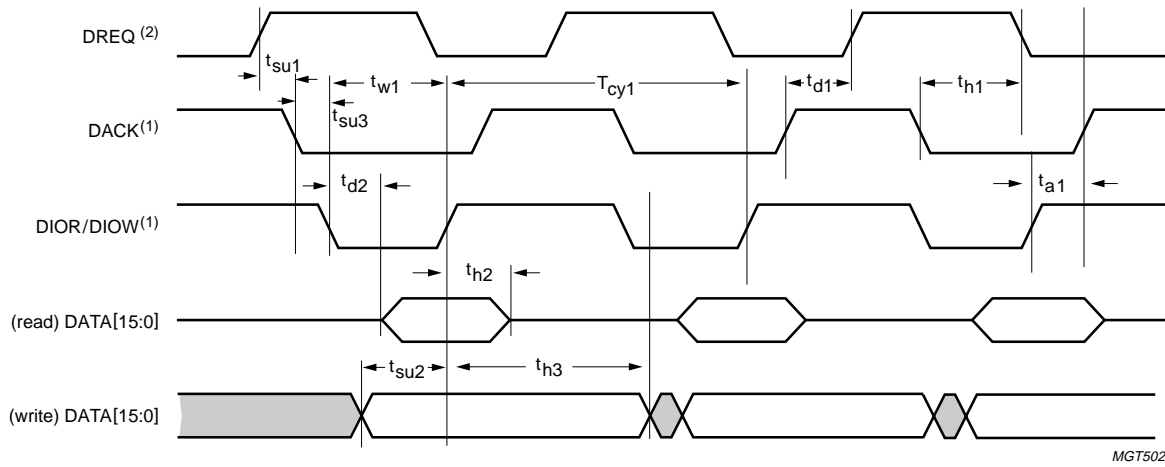 DREQ (2)
tsu1
tw1
Tcy1
td1
th1
DACK(1)
tsu3
td2
ta1
DIOR/DIOW(1)
th2
(read) DATA[15:0]
tsu2
th3
(write) DATA[15:0]
MGT502